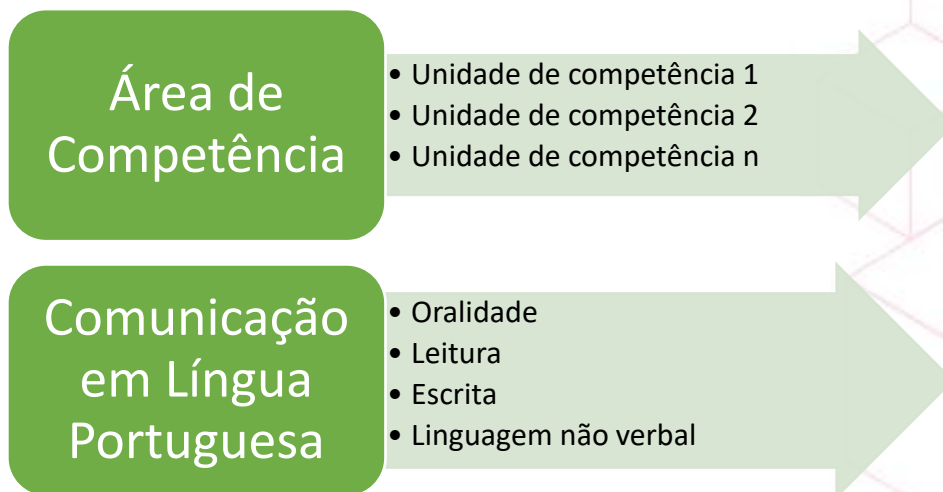 Área de
Competência
• Unidade de competência 1
• Unidade de competência 2
• Unidade de competência n
Comunicação
em Língua
Portuguesa
• Oralidade
• Leitura
• Escrita
• Linguagem não verbal